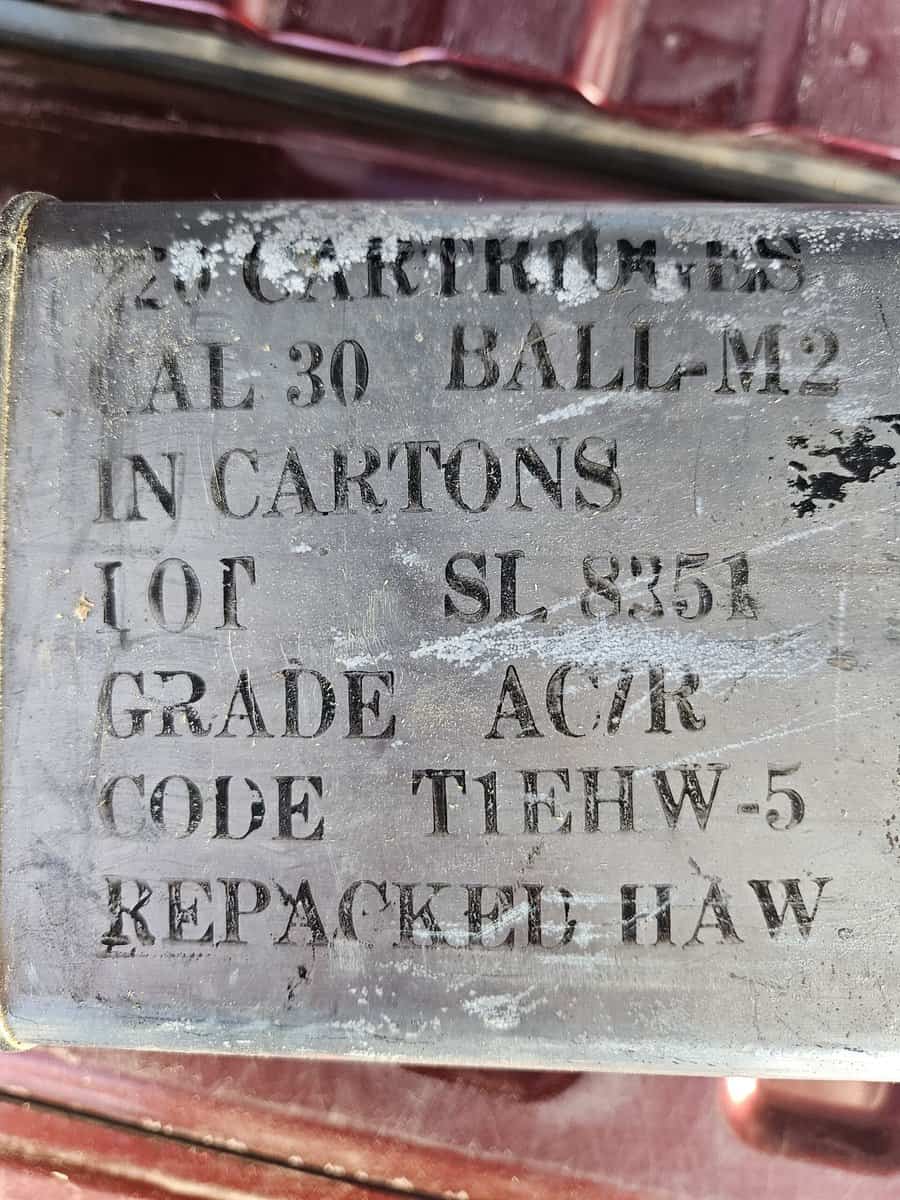 20 CARTRIDGES
CAL 30 BALL-M2
IN CARTONS
LOT SL 8351
GRADE AC/R
CODE T1EHW-5
REPACKED HAW